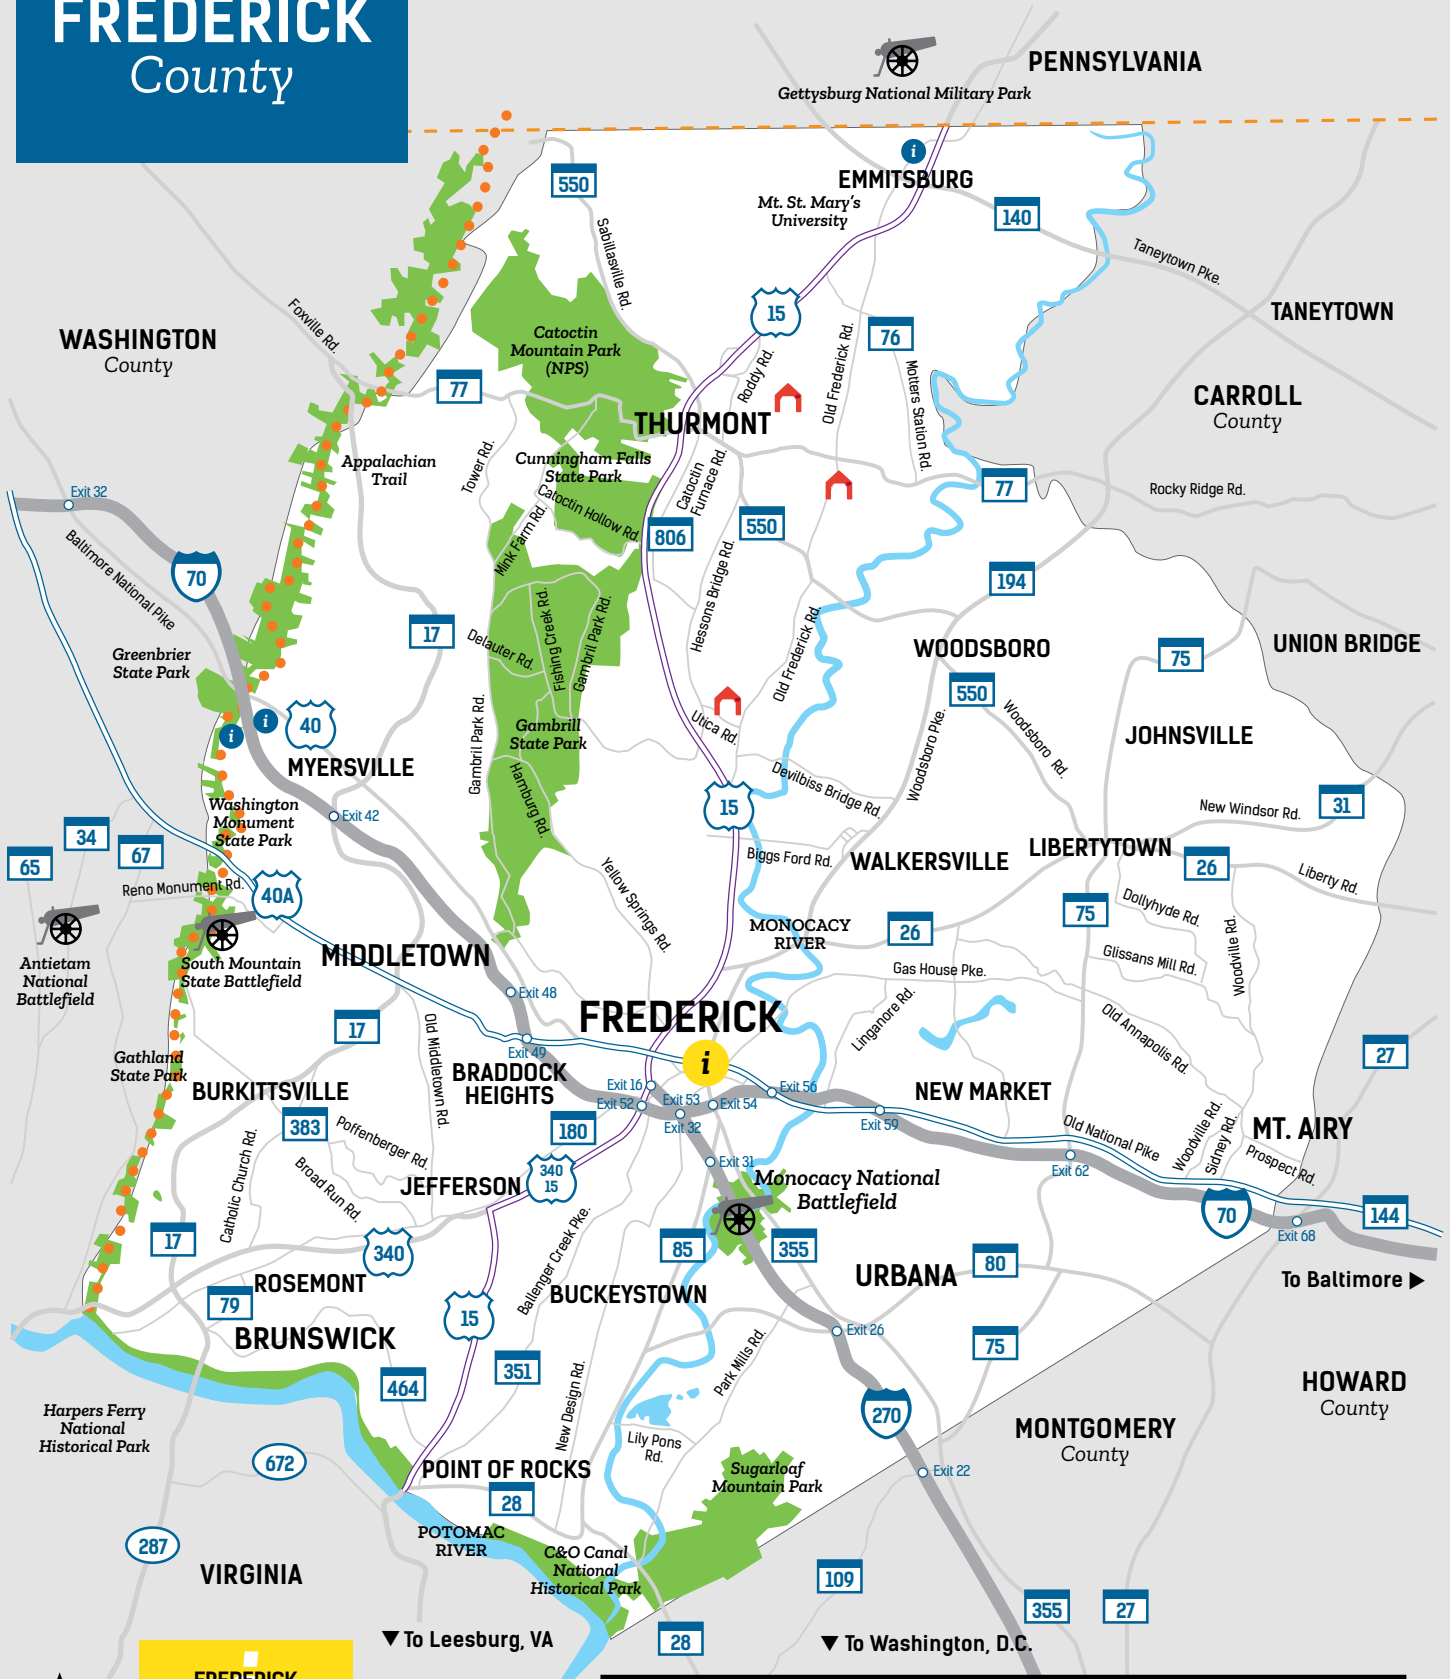 FREDERICK
County
PENNSYLVANIA
Gettysburg National Military Park
i
EMMITSBURG
550
Mt. St. Mary's
University
140
Sabillasville Rd.
Taneytown Pke.
15
TANEYTOWN
Foxville Rd.
WASHINGTON
County
Catoctin
Mountain Park
(NPS)
76
Old Frederick Rd.
Roddy Rd.
Motters Station Rd.
77
CARROLL
County
THURMONT
Appalachian
Trail
Tower Rd.
Cunningham Falls
State Park
Catoctin
Furnace Rd.
77
Rocky Ridge Rd.
Exit 32
Catoctin Hollow Rd.
Mink Farm Rd.
806
550
Baltimore National Pike
70
194
Hessons Bridge Rd.
Fishing Creek Rd.
Gambril Park Rd.
17
Delauter Rd.
Old Frederick Rd.
WOODSBORO
75
UNION BRIDGE
Greenbrier
State Park
550
Woodsboro Rd.
i
i
40
Gambril Park Rd.
Gambrill
State Park
Utica Rd.
Woodsboro Pke.
JOHNSVILLE
MYERSVILLE
Hamburg Rd.
Devilbiss Bridge Rd.
15
31
New Windsor Rd.
Washington
Monument
State Park
Exit 42
34
67
65
Biggs Ford Rd.
WALKERSVILLE
LIBERTYTOWN
26
Liberty Rd.
Reno Monument Rd.
40A
Yellow Springs Rd.
75
Dollyhyde Rd.
MONOCACY
RIVER
26
Woodville Rd.
Antietam
National
Battlefield
South Mountain
State Battlefield
MIDDLETOWN
Glissans Mill Rd.
Gas House Pke.
Exit 48
FREDERICK
Linganore Rd.
Old Annapolis Rd.
17
Old Middletown Rd.
Exit 49
27
Gathland
State Park
i
BURKITTSVILLE
BRADDOCK
HEIGHTS
Exit 16
Exit 52
Exit 53
Exit 54
Exit 56
Exit 32
NEW MARKET
Exit 59
383
Poffenberger Rd.
180
Old National Pike
Woodville Rd.
Sidney Rd.
MT. AIRY
Prospect Rd.
Catholic Church Rd.
Broad Run Rd.
Exit 31
Exit 62
JEFFERSON
340
15
Monocacy National
Battlefield
70
144
Exit 68
17
340
Ballenger Creek Pke.
85
355
80
URBANA
To Baltimore
ROSEMONT
79
BUCKEYSTOWN
15
BRUNSWICK
Exit 26
75
Park Mills Rd.
464
351
New Design Rd.
270
HOWARD
County
Harpers Ferry
National
Historical Park
Lily Pons
Rd.
MONTGOMERY
County
672
POINT OF ROCKS
Sugarloaf
Mountain Park
Exit 22
28
287
POTOMAC
RIVER
C&O Canal
National
Historical Park
VIRGINIA
109
355
27
To Leesburg, VA
28
To Washington, D.C.
FREDERICK